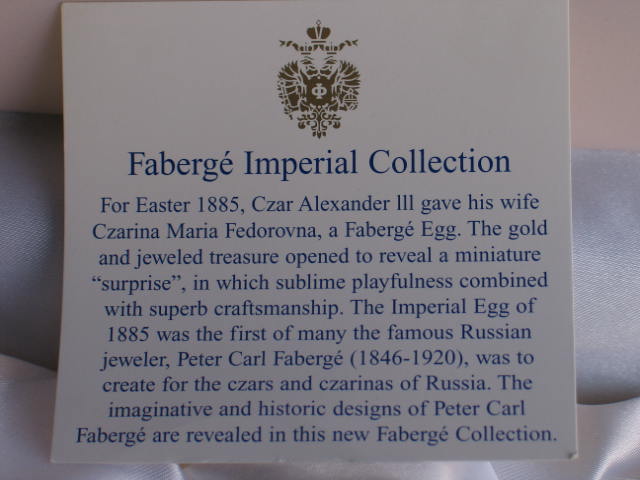 Ф
Fabergé Imperial Collection
For Easter 1885, Czar Alexander lll gave his wife
Czarina Maria Fedorovna, a Fabergé Egg. The gold
and jeweled treasure opened to reveal a miniature
“surprise”, in which sublime playfulness combined
with superb craftsmanship. The Imperial Egg of
1885 was the first of many the famous Russian
jeweler, Peter Carl Fabergé (1846-1920), was to
create for the czars and czarinas of Russia. The
imaginative and historic designs of Peter Carl
Fabergé are revealed in this new Fabergé Collection.